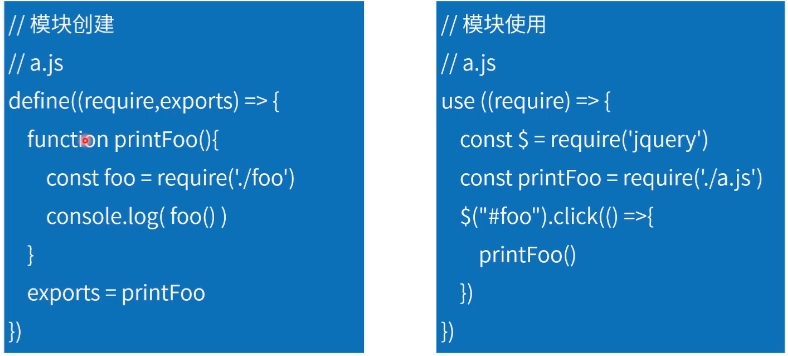 // 模块创建
// a.js
define((require,exports) => {
function printFoo(){
const foo = require('./foo')
console.log( foo() )
}
exports = printFoo
})
// 模块使用
// a.js
use ((require) => {
const $ = require('jquery')
const printFoo = require('./a.js')
$("#foo").click(() =>{
printFoo()
})
})